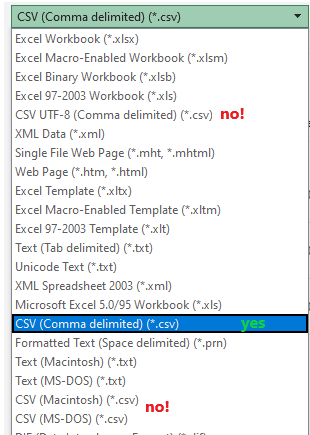 CSV (Comma delimited) (*.csv)
Excel Workbook (*.xlsx)
Excel Macro-Enabled Workbook (*.xlsm)
Excel Binary Workbook (*.xlsb)
Excel 97-2003 Workbook (*.xls)
CSV UTF-8 (Comma delimited) (*.csv) no!
XML Data (*.xml)
Single File Web Page (*.mht, *.mhtml)
Web Page (*.htm, *.html)
Excel Template (*.xltx)
Excel Macro-Enabled Template (*.xltm)
Excel 97-2003 Template (*.xlt)
Text (Tab delimited) (*.txt)
Unicode Text (*.txt)
XML Spreadsheet 2003 (*.xml)
Microsoft Excel 5.0/95 Workbook (*.xls)
CSV (Comma delimited) (*.csv) yes
Formatted Text (Space delimited) (*.prn)
Text (Macintosh) (*.txt)
Text (MS-DOS) (*.txt)
CSV (Macintosh) (*.csv)
no!
CSV (MS-DOS) (*.csv)